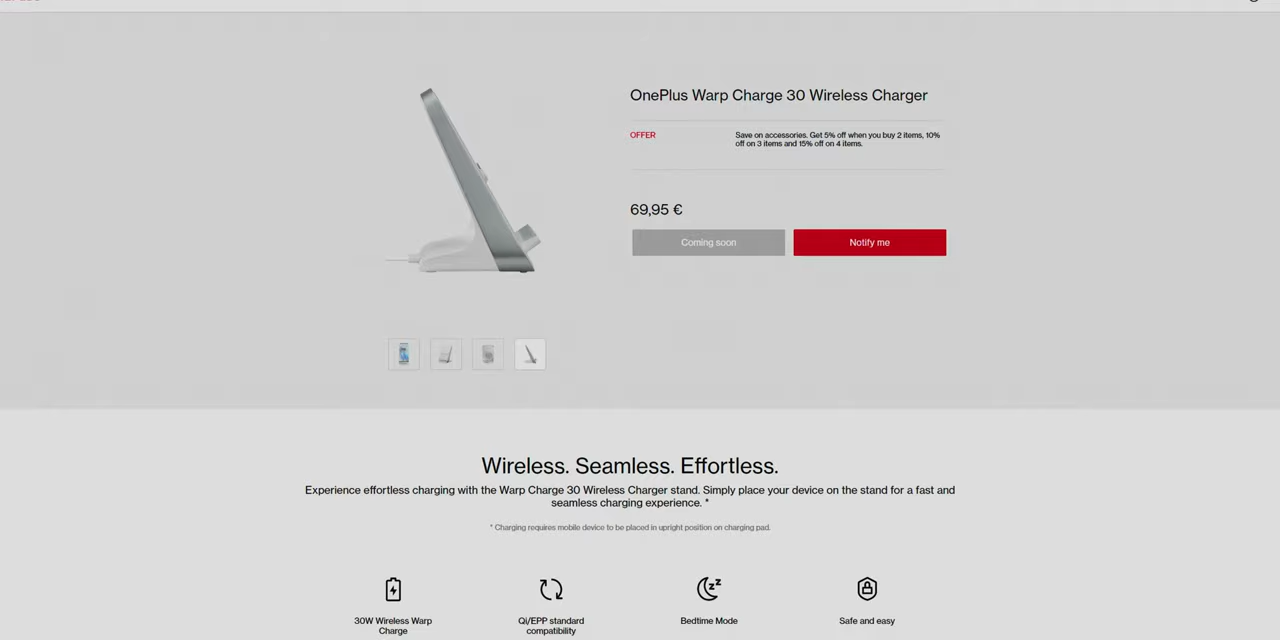 OnePlus Warp Charge 30 Wireless Charger
OFFER
Save on accessories. Get 5% off when you buy 2 items, 10%
off on 3 items and 15% off on 4 items.
69,95 €
Coming soon
Notify me
Wireless. Seamless. Effortless.
Experience effortless charging with the Warp Charge 30 Wireless Charger stand. Simply place your device on the stand for a fast and
seamless charging experience. *
* Charging requires mobile device to be placed in upright position on charging pad.
30W Wireless Warp
Charge
Qi/EPP standard
compatibility
Bedtime Mode
Safe and easy